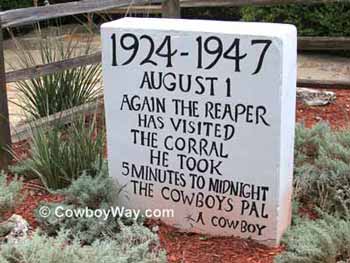 1924-1947
AUGUST 1
AGAIN THE REAPER
HAS VISITED
THE CORRAL
HE TOOK
5 MINUTES TO MIDNIGHT
THE COWBOYS PAL
A COWBOY
© CowboyWay.com